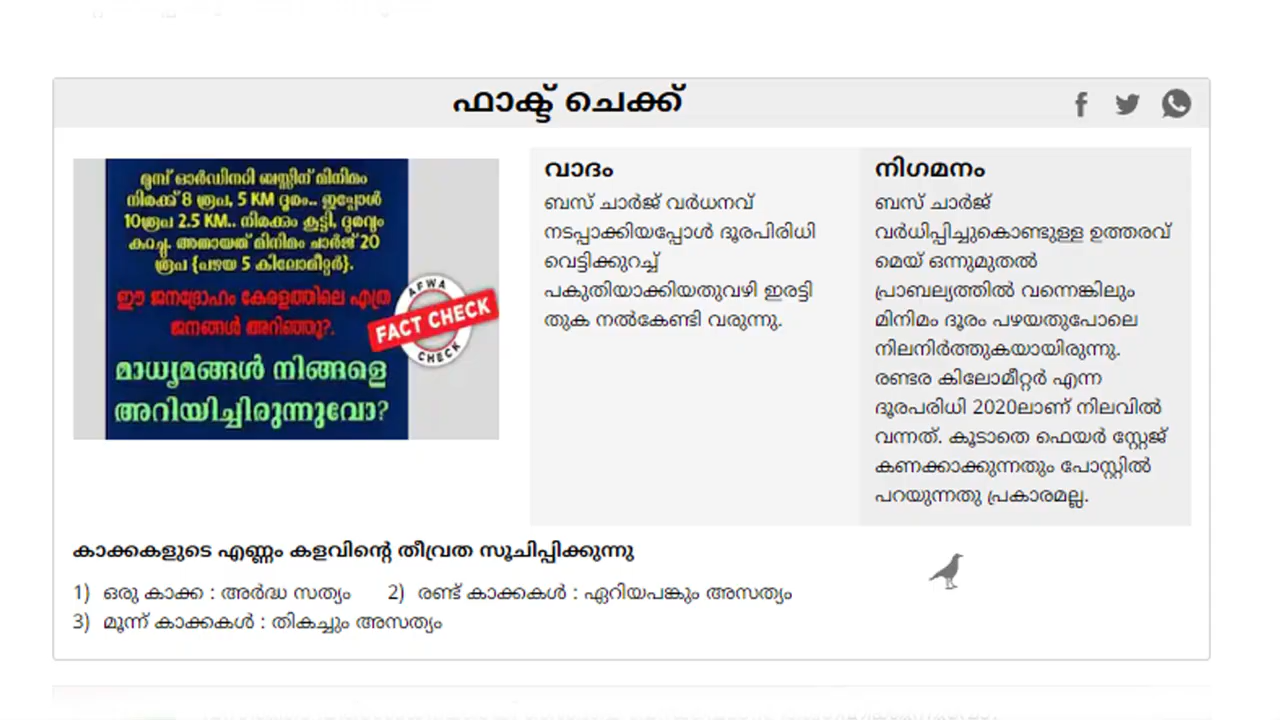 ഫാക്ട് ചെക്ക്
മുമ്പ് ഓർഡിനറി ബസ്സിന് മിനിമം
നിരക്ക് 8 രൂപ, 5 KM ദൂരം.. ഇപ്പോൾ
10രൂപ 2.5 KM.. നിരക്കും കൂട്ടി, ദൂരവും
കുറച്ചു. അതായത് മിനിമം ചാർജ് 20
രൂപ {പഴയ 5 കിലോമീറ്റർ}.
ഈ ജനദ്രോഹം കേരളത്തിലെ എത്ര
ജനങ്ങൾ അറിഞ്ഞൂ?.
മാധ്യമങ്ങൾ നിങ്ങളെ
അറിയിച്ചിരുന്നുവോ?
AFWA
FACT CHECK
CHECK
വാദം
ബസ് ചാർജ് വർധനവ്
നടപ്പാക്കിയപ്പോൾ ദൂരപിരിധി
വെട്ടിക്കുറച്ച്
പകുതിയാക്കിയതുവഴി ഇരട്ടി
തുക നൽകേണ്ടി വരുന്നു.
നിഗമനം
ബസ് ചാർജ്
വർധിപ്പിച്ചുകൊണ്ടുള്ള ഉത്തരവ്
മെയ് ഒന്നുമുതൽ
പ്രാബല്യത്തിൽ വന്നെങ്കിലും
മിനിമം ദൂരം പഴയതുപോലെ
നിലനിർത്തുകയായിരുന്നു.
രണ്ടര കിലോമീറ്റർ എന്ന
ദൂരപരിധി 2020ലാണ് നിലവിൽ
വന്നത്. കൂടാതെ ഫെയർ സ്റ്റേജ്
കണക്കാക്കുന്നതും പോസ്റ്റിൽ
പറയുന്നതു പ്രകാരമല്ല.
കാക്കകളുടെ എണ്ണം കളവിന്റെ തീവ്രത സൂചിപ്പിക്കുന്നു
1) ഒരു കാക്ക : അർദ്ധ സത്യം 2) രണ്ട് കാക്കകൾ : ഏറിയപങ്കും അസത്യം
3) മൂന്ന് കാക്കകൾ : തികച്ചും അസത്യം